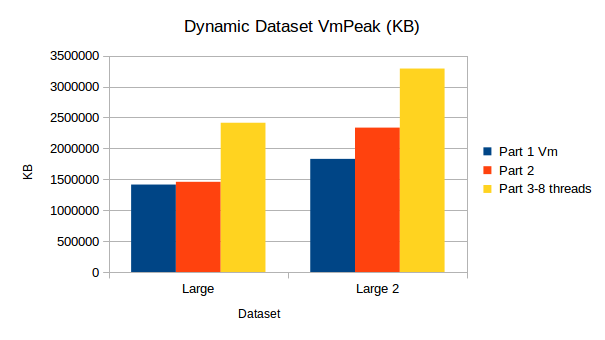 Dynamic Dataset VmPeak (KB)
3500000
3000000
2500000
2000000
1500000
1000000
500000
0
KB
Large
Large 2
Dataset
Part 1 Vm
Part 2
Part 3-8 threads